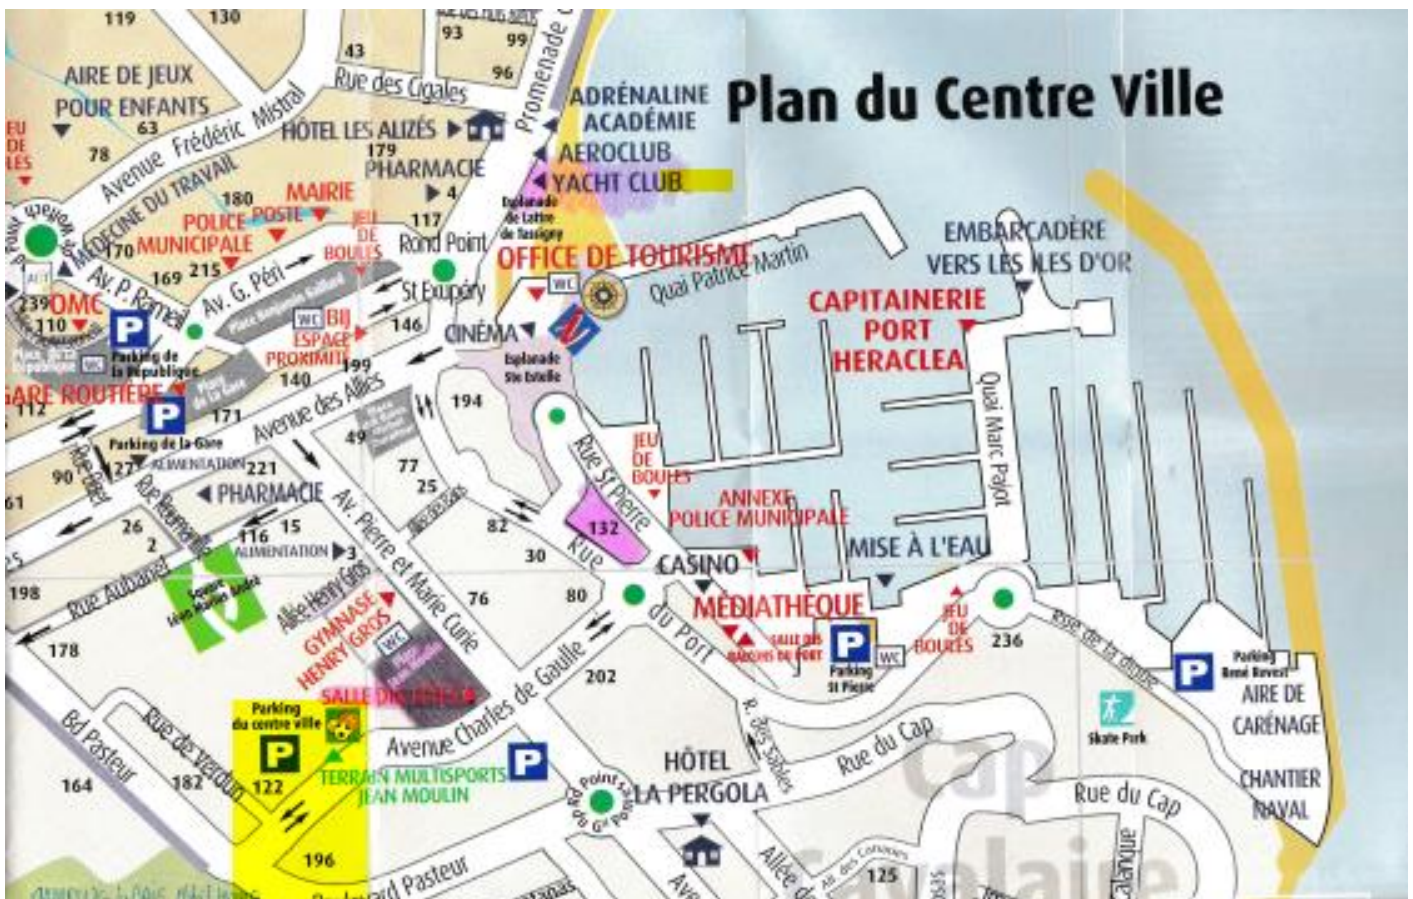 119
130
93
99
43
96
Promenade
Plan du Centre Ville
AIRE DE JEUX
POUR ENFANTS
63
78
Avenue Frédéric Mistral
Rue des Cigales
HÔTEL LES ALIZÉS
179
PHARMACIE
4
117
ADRÉNALINE
ACADÉMIE
AEROCLUB
YACHT CLUB
Esplanade
de Lattre
de Tassigny
MÉDECINE DU TRAVAIL
180
MAIRIE
POSTE
POLICE
MUNICIPALE
JEU
DE
BOULES
170
169
215
Av. G. Péri
Rond Point
St Exupéry
OFFICE DE TOURISME
WC
Quai Patrice Martin
EMBARCADÈRE
VERS LES ILES D'OR
CAPITAINERIE
PORT
HERACLEA
239
OMC
110
P
Parking de
la République
WC
WC
BIJ
ESPACE
PROXIMITÉ
146
199
140
CINÉMA
Esplanade
Ste Estelle
GARE ROUTIÈRE
P
Parking de la Gare
112
171
Avenue des Alliés
194
49
77
25
90
127
ALIMENTATION
221
PHARMACIE
61
26
2
116
15
ALIMENTATION
3
Av. Pierre et Marie Curie
82
30
Rue St Pierre
132
JEU
DE
BOULES
ANNEXE
POLICE MUNICIPALE
Quai Marc Pajot
MISE À L'EAU
CASINO
198
Rue Aubanel
Allée Henry Gros
GYMNASE
HENRY GROS
WC
76
80
Rue
du Port
MÉDIATHÈQUE
P
Parking
St Pierre
WC
JEU
DE
BOULES
236
Rue de la digue
178
202
P
Parking
René Revest
AIRE DE
CARÉNAGE
Parking
du centre ville
P
Rue de Verdun
Bd Pasteur
182
122
164
Avenue Charles de Gaulle
TERRAIN MULTISPORTS
JEAN MOULIN
P
HÔTEL
LA PERGOLA
R. des Sables
Rue du Cap
Skate Park
Cap
Rue du Cap
CHANTIER
NAVAL
196
125
Cavalaire